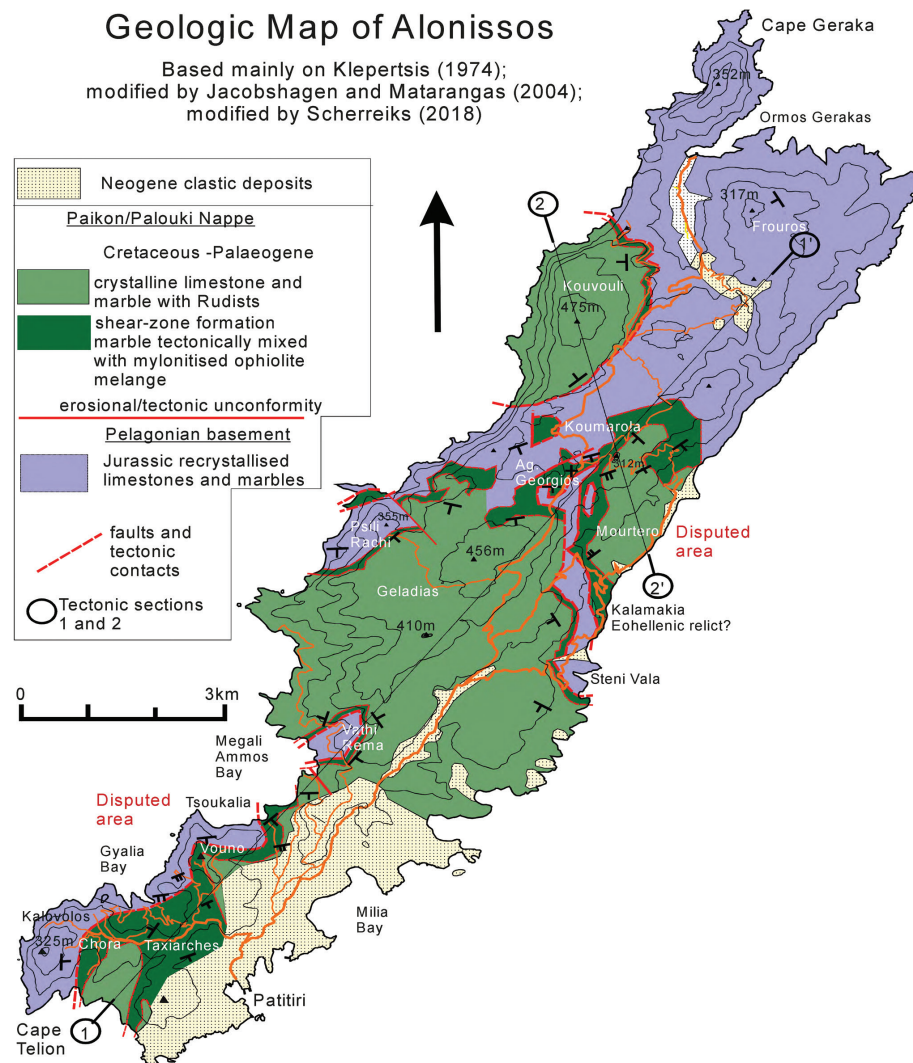 Geologic Map of Alonissos
Based mainly on Klepertsis (1974);
modified by Jacobshagen and Matarangas (2004);
modified by Scherreiks (2018)
Neogene clastic deposits
Paikon/Palouki Nappe
Cretaceous -Palaeogene
crystalline limestone and
marble with Rudists
shear-zone formation
marble tectonically mixed
with mylonitised ophiolite
melange
erosional/tectonic unconformity
Pelagonian basement
Jurassic recrystallised
limestones and marbles
faults and
tectonic
contacts
Tectonic sections
1 and 2
0
3km
Cape Geraka
352m
Ormos Gerakas
317m
Frouros
1'
2
Kouvouli
475m
Koumarola
312m
Ag.
Georgios
Mourtero
Disputed
area
2'
355m
Psili
Rachi
456m
Geladias
410m
Kalamakia
Eohellenic relict?
Steni Vala
Vathi
Rema
Megali
Ammos
Bay
Disputed
area
Tsoukalia
Vouno
Gyalia
Bay
Kalovolos
325m
Chora
Taxiarches
Milia
Bay
Patitiri
Cape
Telion
1